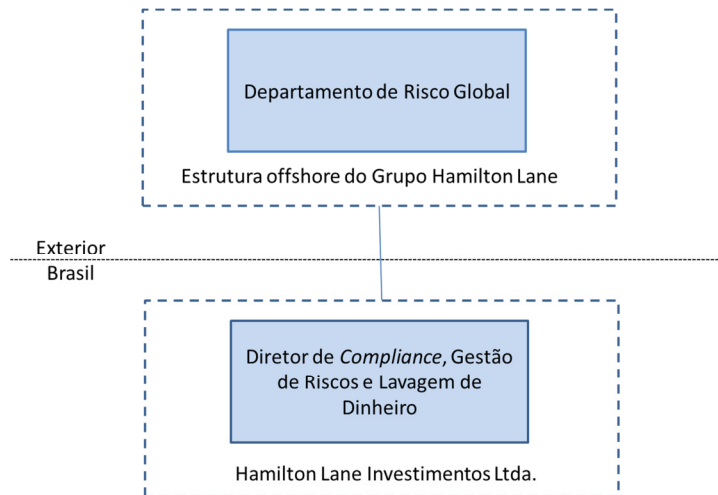 Departamento de Risco Global
Estrutura offshore do Grupo Hamilton Lane
Exterior
Brasil
Diretor de Compliance, Gestão
de Riscos e Lavagem de
Dinheiro
Hamilton Lane Investimentos Ltda.